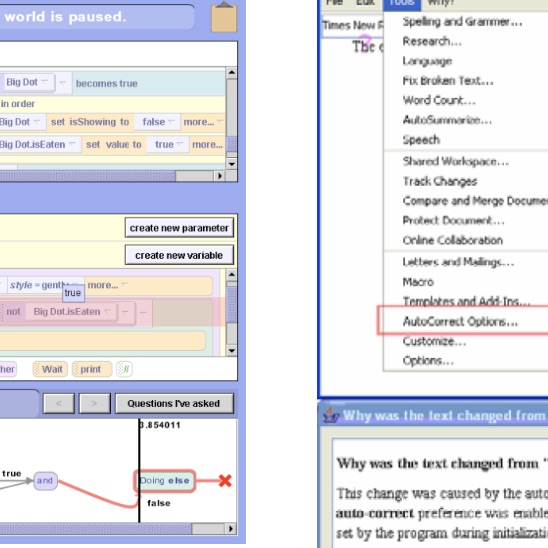 world is paused.
Big Dot becomes true
in order
Big Dot set isShowing to false more...
Big Dot.isEaten set value to true more...
create new parameter
create new variable
style = gently more...
true
not Big Dot.isEaten
her Wait print //
< > Questions I've asked
3.854011
true and Doing else
false
File Edit Tools Why?
Times New
The
Spelling and Grammer...
Research...
Language
Fix Broken Text...
Word Count...
AutoSummarize...
Speech
Shared Workspace...
Track Changes
Compare and Merge Docume
Protect Document...
Online Collaboration
Letters and Mailings...
Macro
Templates and Add-Ins...
AutoCorrect Options...
Customize...
Options...
Why was the text changed from
Why was the text changed from "
This change was caused by the auto
auto-correct preference was enable
set by the program during initializati